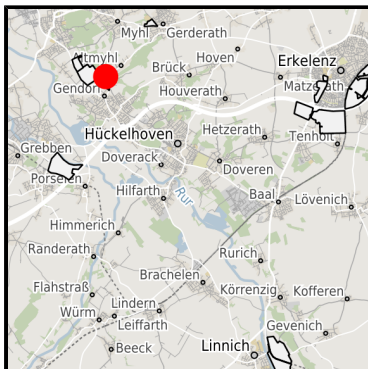 Myhl
Gerderath
Altmyhl
Hoven
Erkelenz
Brück
Gendorf
Houverath
Matzerath
Hückelhoven
Hetzerath
Tenholt
Grebben
Doverack
Doveren
Porselen
Hilfarth
Rur
Baal
Lövenich
Himmerich
Randerath
Rurich
Brachelen
Flahstraß
Körrenzig
Kofferen
Lindern
Würm
Leiffarth
Gevenich
Beeck
Linnich